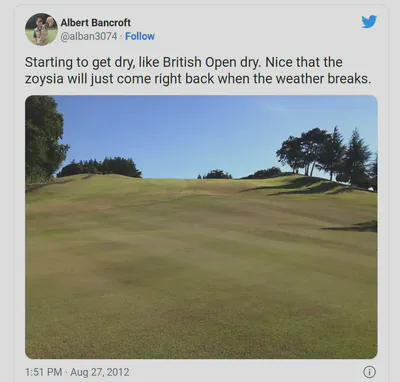 Albert Bancroft
@alban3074 · Follow
Starting to get dry, like British Open dry. Nice that the
zoysia will just come right back when the weather breaks.
1:51 PM · Aug 27, 2012